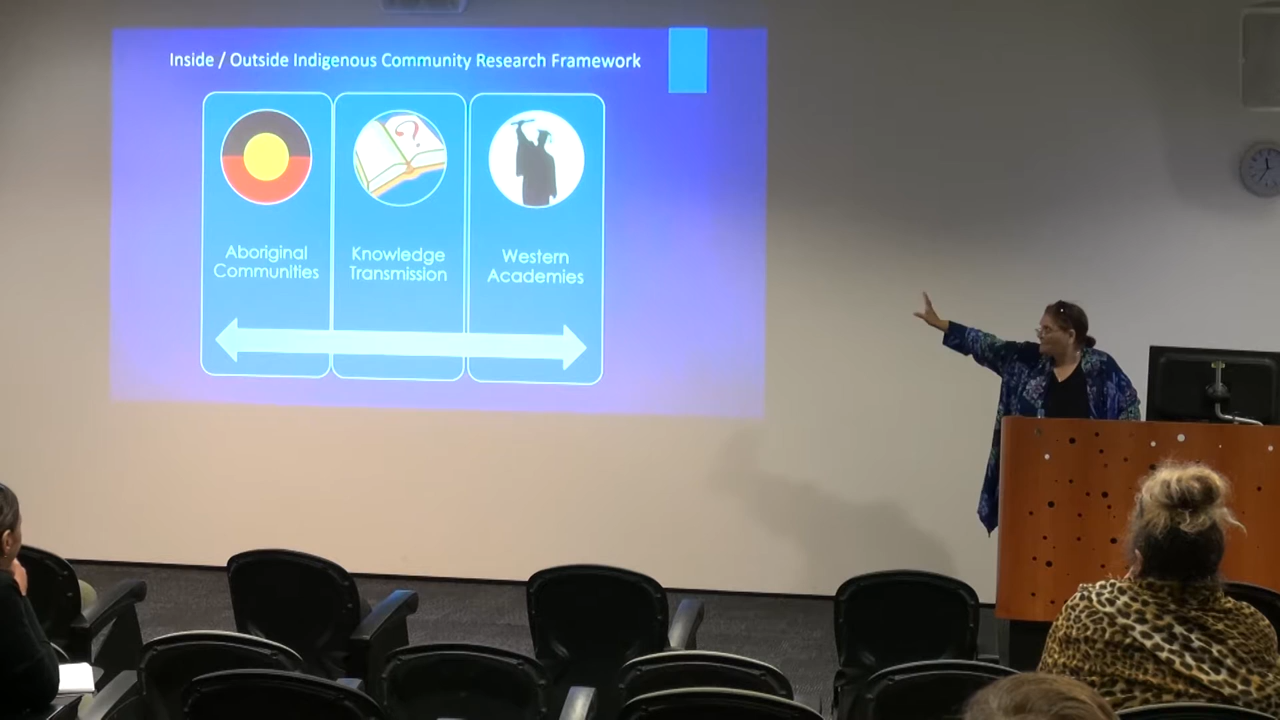 Inside / Outside Indigenous Community Research Framework
?
Aboriginal
Communities
Knowledge
Transmission
Western
Academies